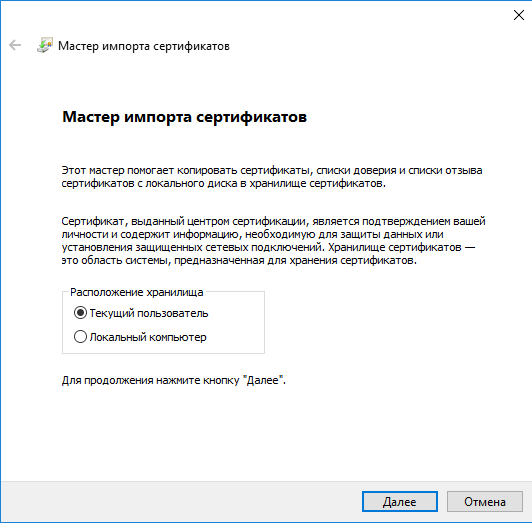 Мастер импорта сертификатов
Мастер импорта сертификатов
Этот мастер помогает копировать сертификаты, списки доверия и списки отзыва
сертификатов с локального диска в хранилище сертификатов.
Сертификат, выданный центром сертификации, является подтверждением вашей
личности и содержит информацию, необходимую для защиты данных или
установления защищенных сетевых подключений. Хранилище сертификатов —
это область системы, предназначенная для хранения сертификатов.
Расположение хранилища
Текущий пользователь
Локальный компьютер
Для продолжения нажмите кнопку "Далее".
Далее
Отмена